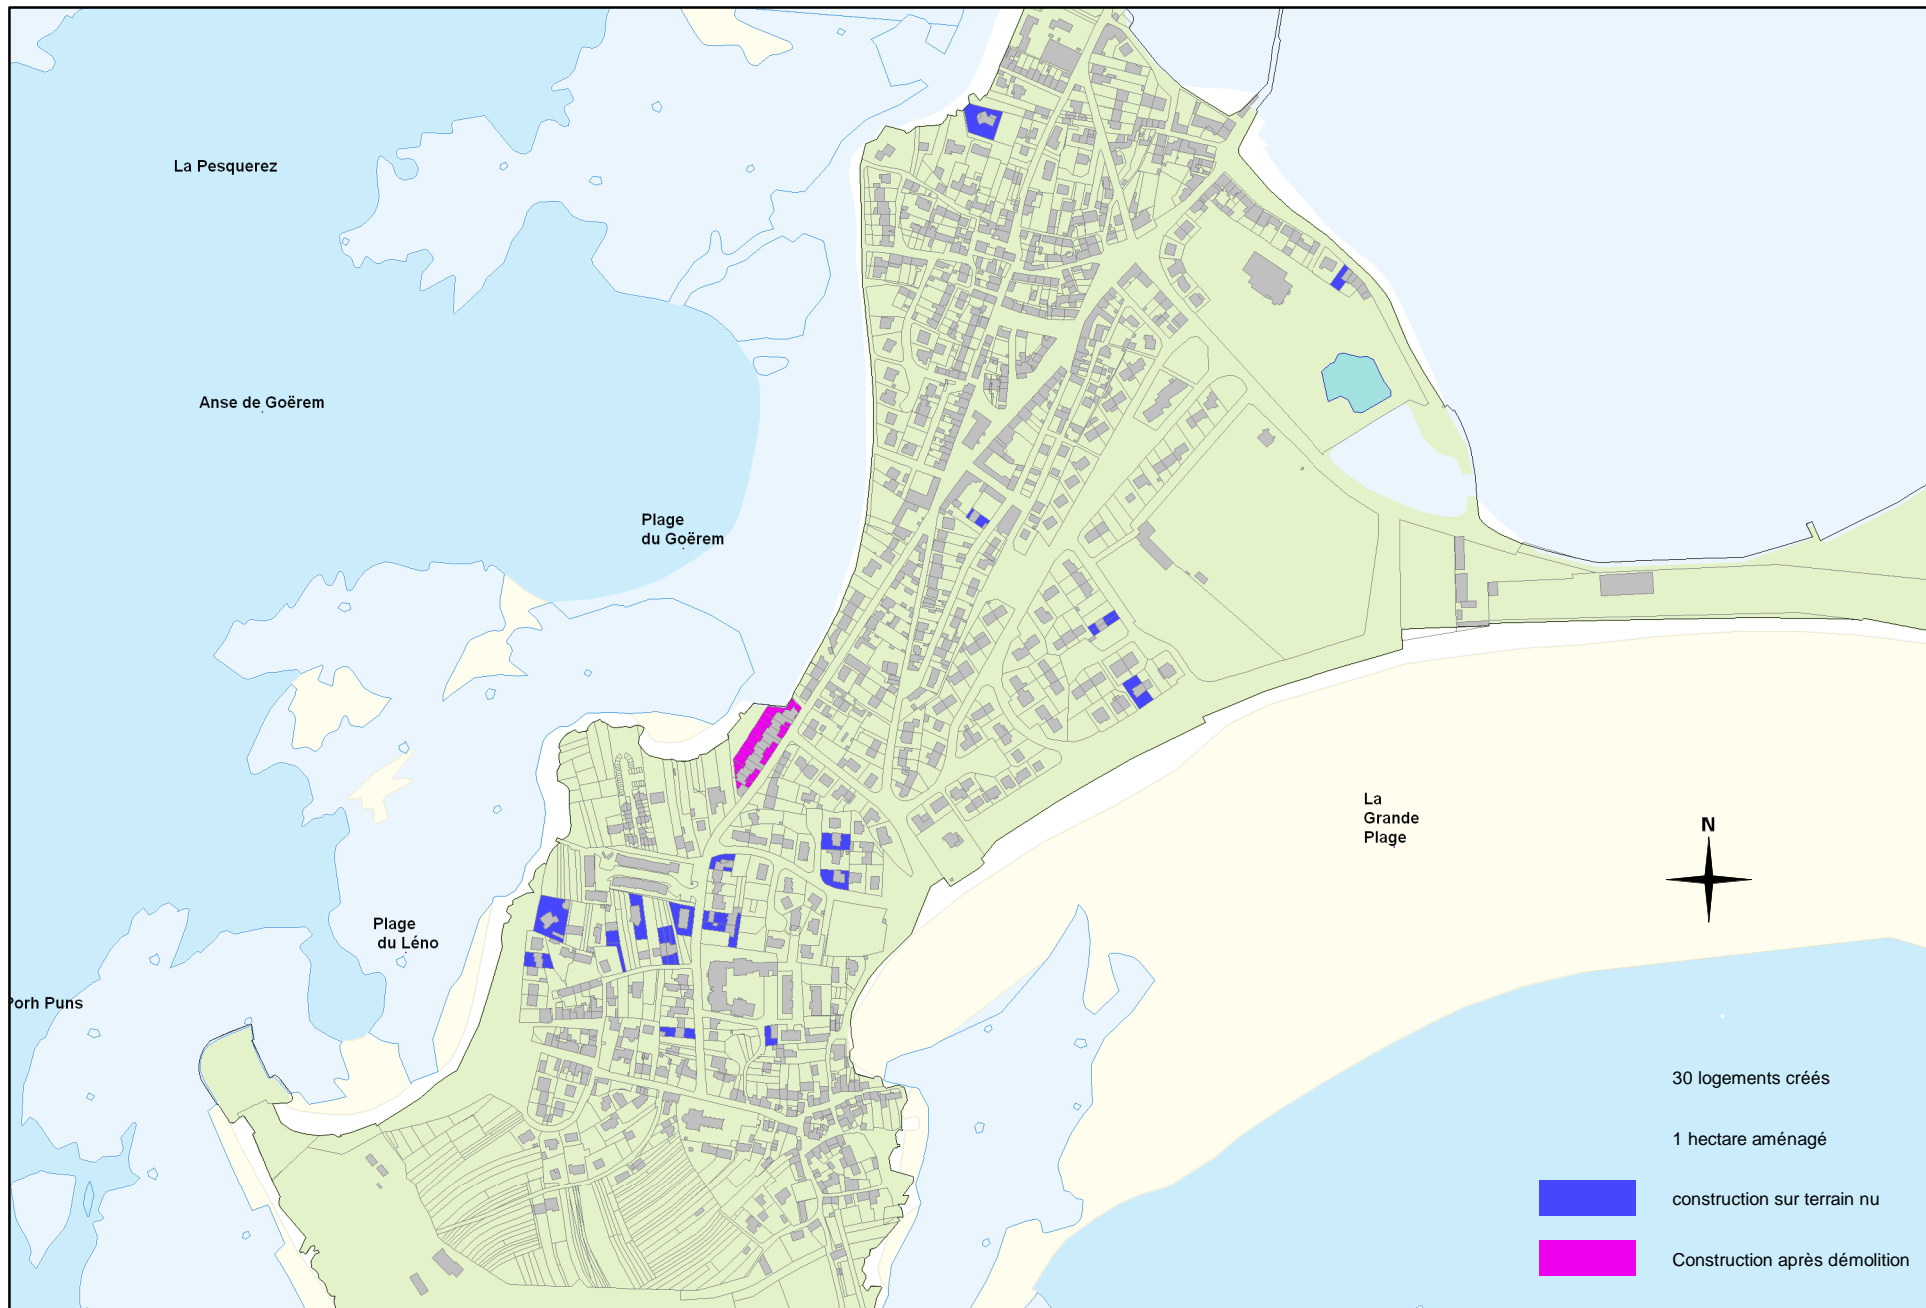 La Pesquerez
Anse de Goërem
Plage
du Goërem
La
Grande
Plage
N
Plage
du Léno
Porh Puns
30 logements créés
1 hectare aménagé
construction sur terrain nu
Construction après démolition